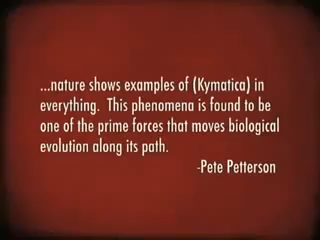 ...nature shows examples of (Kymatica) in
everything. This phenomena is found to be
one of the prime forces that moves biological
evolution along its path.
-Pete Petterson